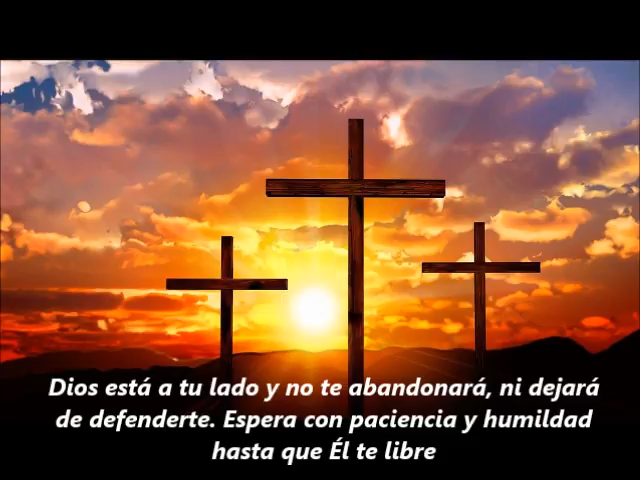 Dios está a tu lado y no te abandonará, ni dejará
de defenderte. Espera con paciencia y humildad
hasta que Él te libre